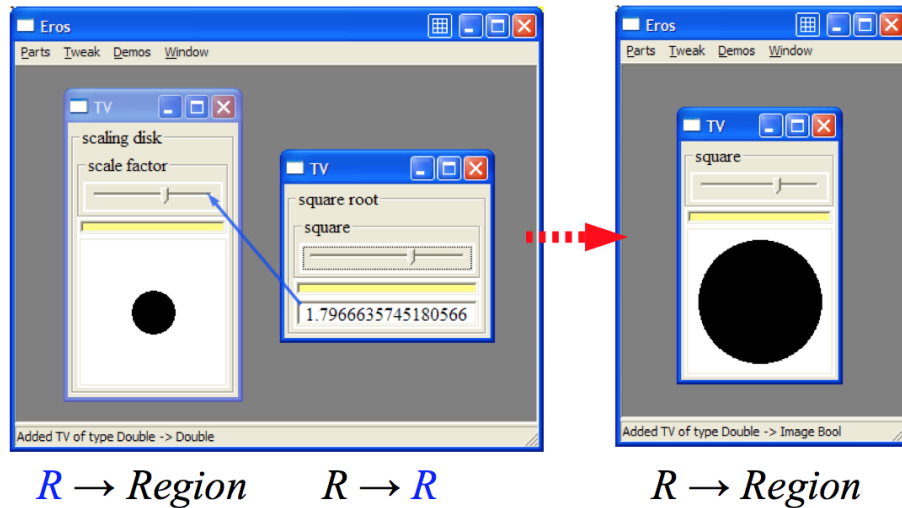 Eros
Parts Tweak Demos Window
TV
scaling disk
scale factor
TV
square root
square
1.7966635745180566
Added TV of type Double -> Double
R → Region
R → R
Eros
Parts Tweak Demos Window
TV
square
Added TV of type Double -> Image Bool
R → Region